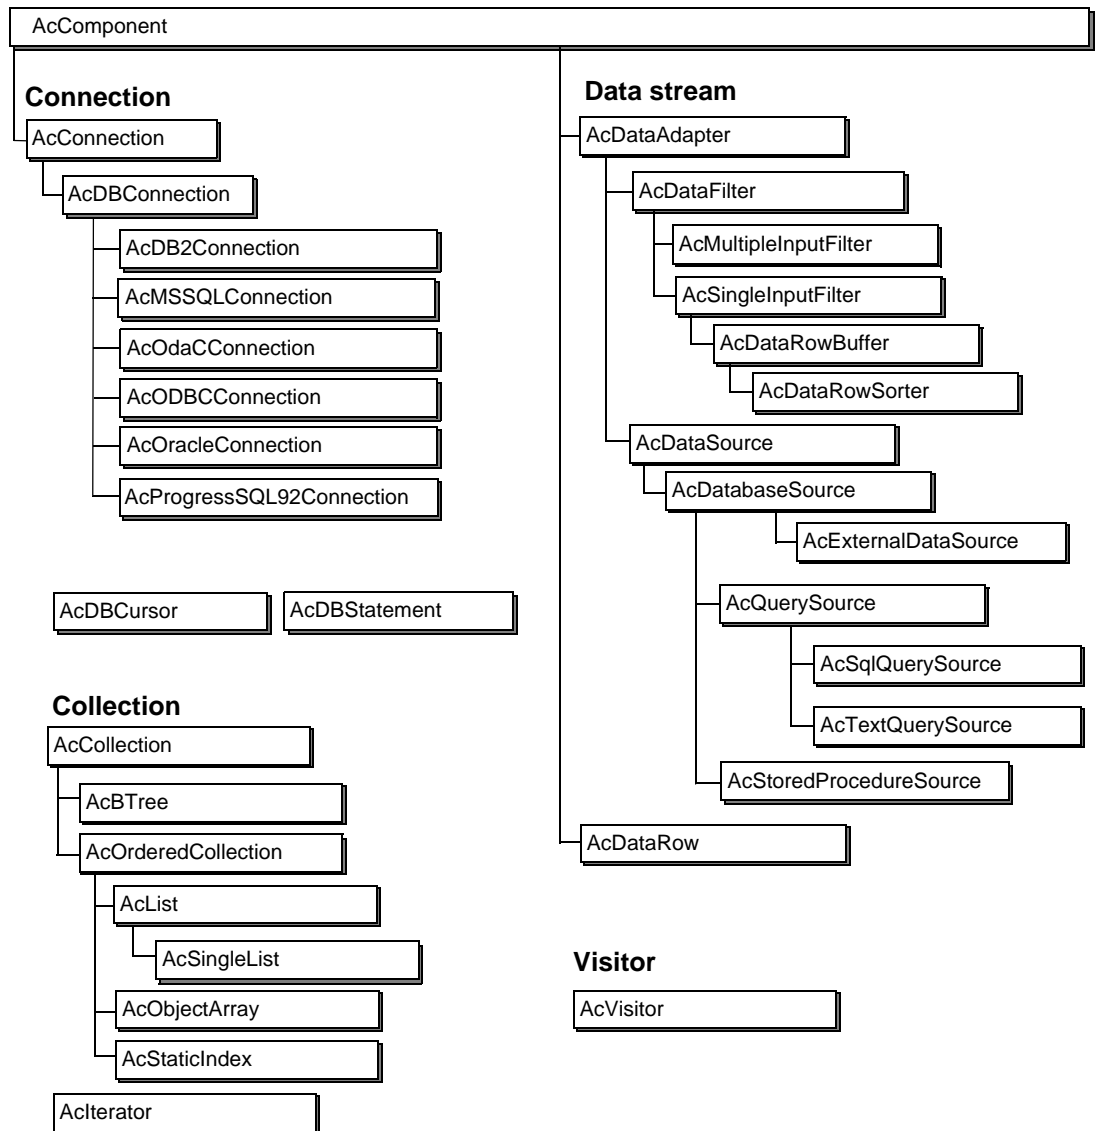 AcComponent
Connection
AcConnection
AcDBConnection
AcDB2Connection
AcMSSQLConnection
AcOdaCConnection
AcODBCConnection
AcOracleConnection
AcProgressSQL92Connection
AcDBCursor
AcDBStatement
Collection
AcCollection
AcBTree
AcOrderedCollection
AcList
AcSingleList
AcObjectArray
AcStaticIndex
AcIterator
Data stream
AcDataAdapter
AcDataFilter
AcMultipleInputFilter
AcSingleInputFilter
AcDataRowBuffer
AcDataRowSorter
AcDataSource
AcDatabaseSource
AcExternalDataSource
AcQuerySource
AcSqlQuerySource
AcTextQuerySource
AcStoredProcedureSource
AcDataRow
Visitor
AcVisitor